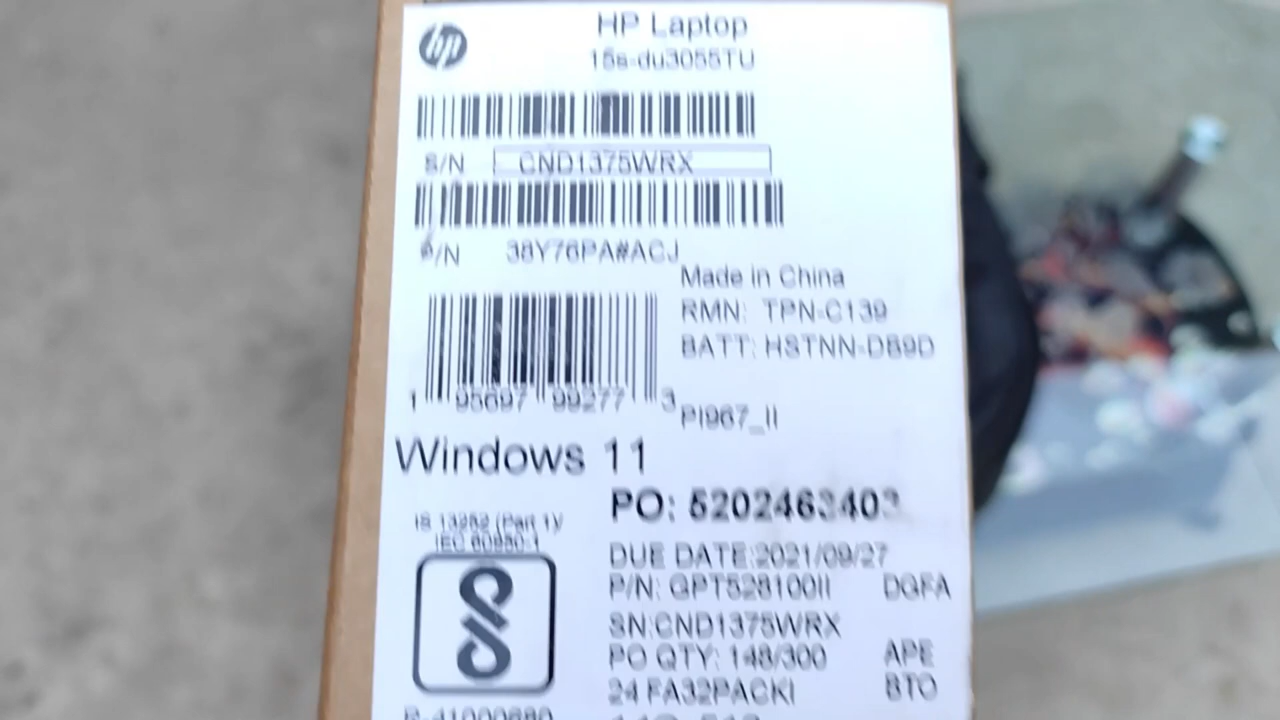 hp
HP Laptop
15s-du3055TU
S/N CND1375WRX
P/N 38Y76PA#ACJ
Made in China
RMN: TPN-C139
BATT: HSTNN-DB9D
1 95697 99277 3
PI967_II
Windows 11
PO: 5202463403
IS 13252 (Part 1)/
IEC 60950-1
DUE DATE:2021/09/27
P/N: GPT528100II DGFA
SN:CND1375WRX
PO QTY: 148/300 APE
24 FA32PACKI BTO